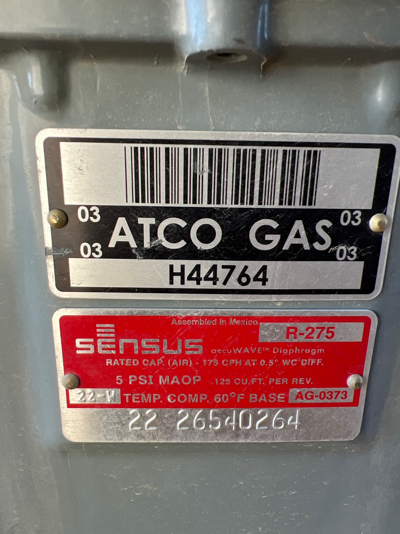 03 03
ATCO GAS
03 03
H44764
Assembled in Mexico
R-275
sensus accuWAVE™ Diaphragm
RATED CAP. (AIR) - 175 CFH AT 0.5" WC DIFF.
5 PSI MAOP .125 CU.FT. PER REV.
22-W TEMP. COMP. 60°F BASE AG-0373
22 26540264